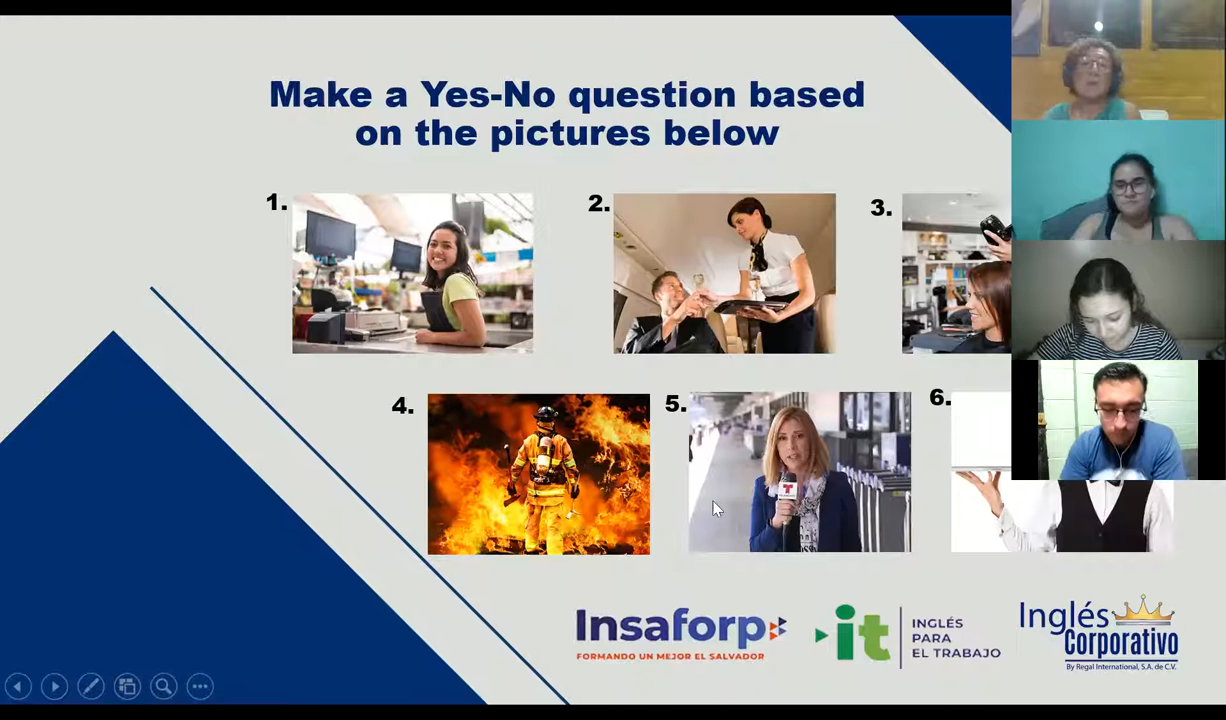 Make a Yes-No question based
on the pictures below
1.
2.
3.
4.
5.
6.
Insaforp
FORMANDO UN MEJOR EL SALVADOR
it
INGLÉS
PARA
EL TRABAJO
Inglés
Corporativo
By Regal International, S.A. de C.V.